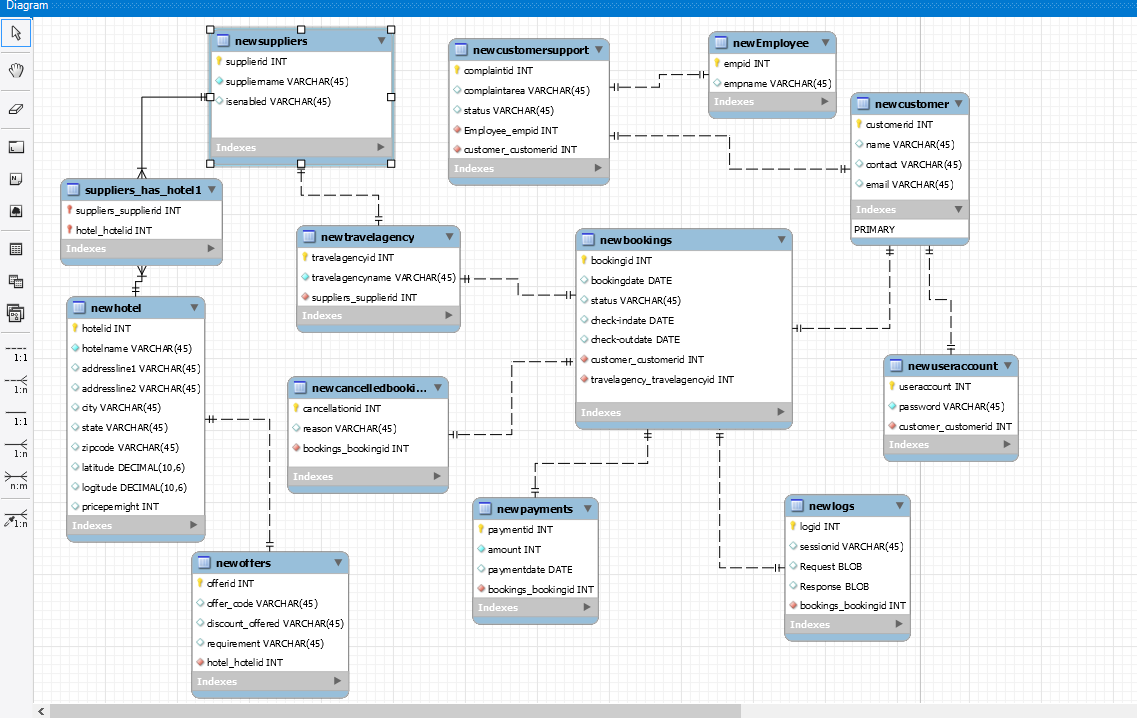 Diagram
newsuppliers
supplierid INT
suppliername VARCHAR(45)
isenabled VARCHAR(45)
Indexes
newcustomersupport
complaintid INT
complaintarea VARCHAR(45)
status VARCHAR(45)
Employee_empid INT
customer_customerid INT
Indexes
newEmployee
empid INT
empname VARCHAR(45)
Indexes
newcustomer
customerid INT
name VARCHAR(45)
contact VARCHAR(45)
email VARCHAR(45)
Indexes
PRIMARY
suppliers_has_hotel1
suppliers_supplierid INT
hotel_hotelid INT
Indexes
newtravelagency
travelagencyid INT
travelagencyname VARCHAR(45)
suppliers_supplierid INT
Indexes
newbookings
bookingid INT
bookingdate DATE
status VARCHAR(45)
check-indate DATE
check-outdate DATE
customer_customerid INT
travelagency_travelagencyid INT
Indexes
newhotel
hotelid INT
hotelname VARCHAR(45)
addressline1 VARCHAR(45)
addressline2 VARCHAR(45)
city VARCHAR(45)
state VARCHAR(45)
zipcode VARCHAR(45)
latitude DECIMAL(10,6)
logitude DECIMAL(10,6)
pricepernight INT
Indexes
newcancelledbooki...
cancellationid INT
reason VARCHAR(45)
bookings_bookingid INT
Indexes
newuseraccount
useraccount INT
password VARCHAR(45)
customer_customerid INT
Indexes
newpayments
paymentid INT
amount INT
paymentdate DATE
bookings_bookingid INT
Indexes
newlogs
logid INT
sessionid VARCHAR(45)
Request BLOB
Response BLOB
bookings_bookingid INT
Indexes
newoffers
offerid INT
offer_code VARCHAR(45)
discount_offered VARCHAR(45)
requirement VARCHAR(45)
hotel_hotelid INT
Indexes
1:1
1:n
1:1
1:n
n:m
1:n